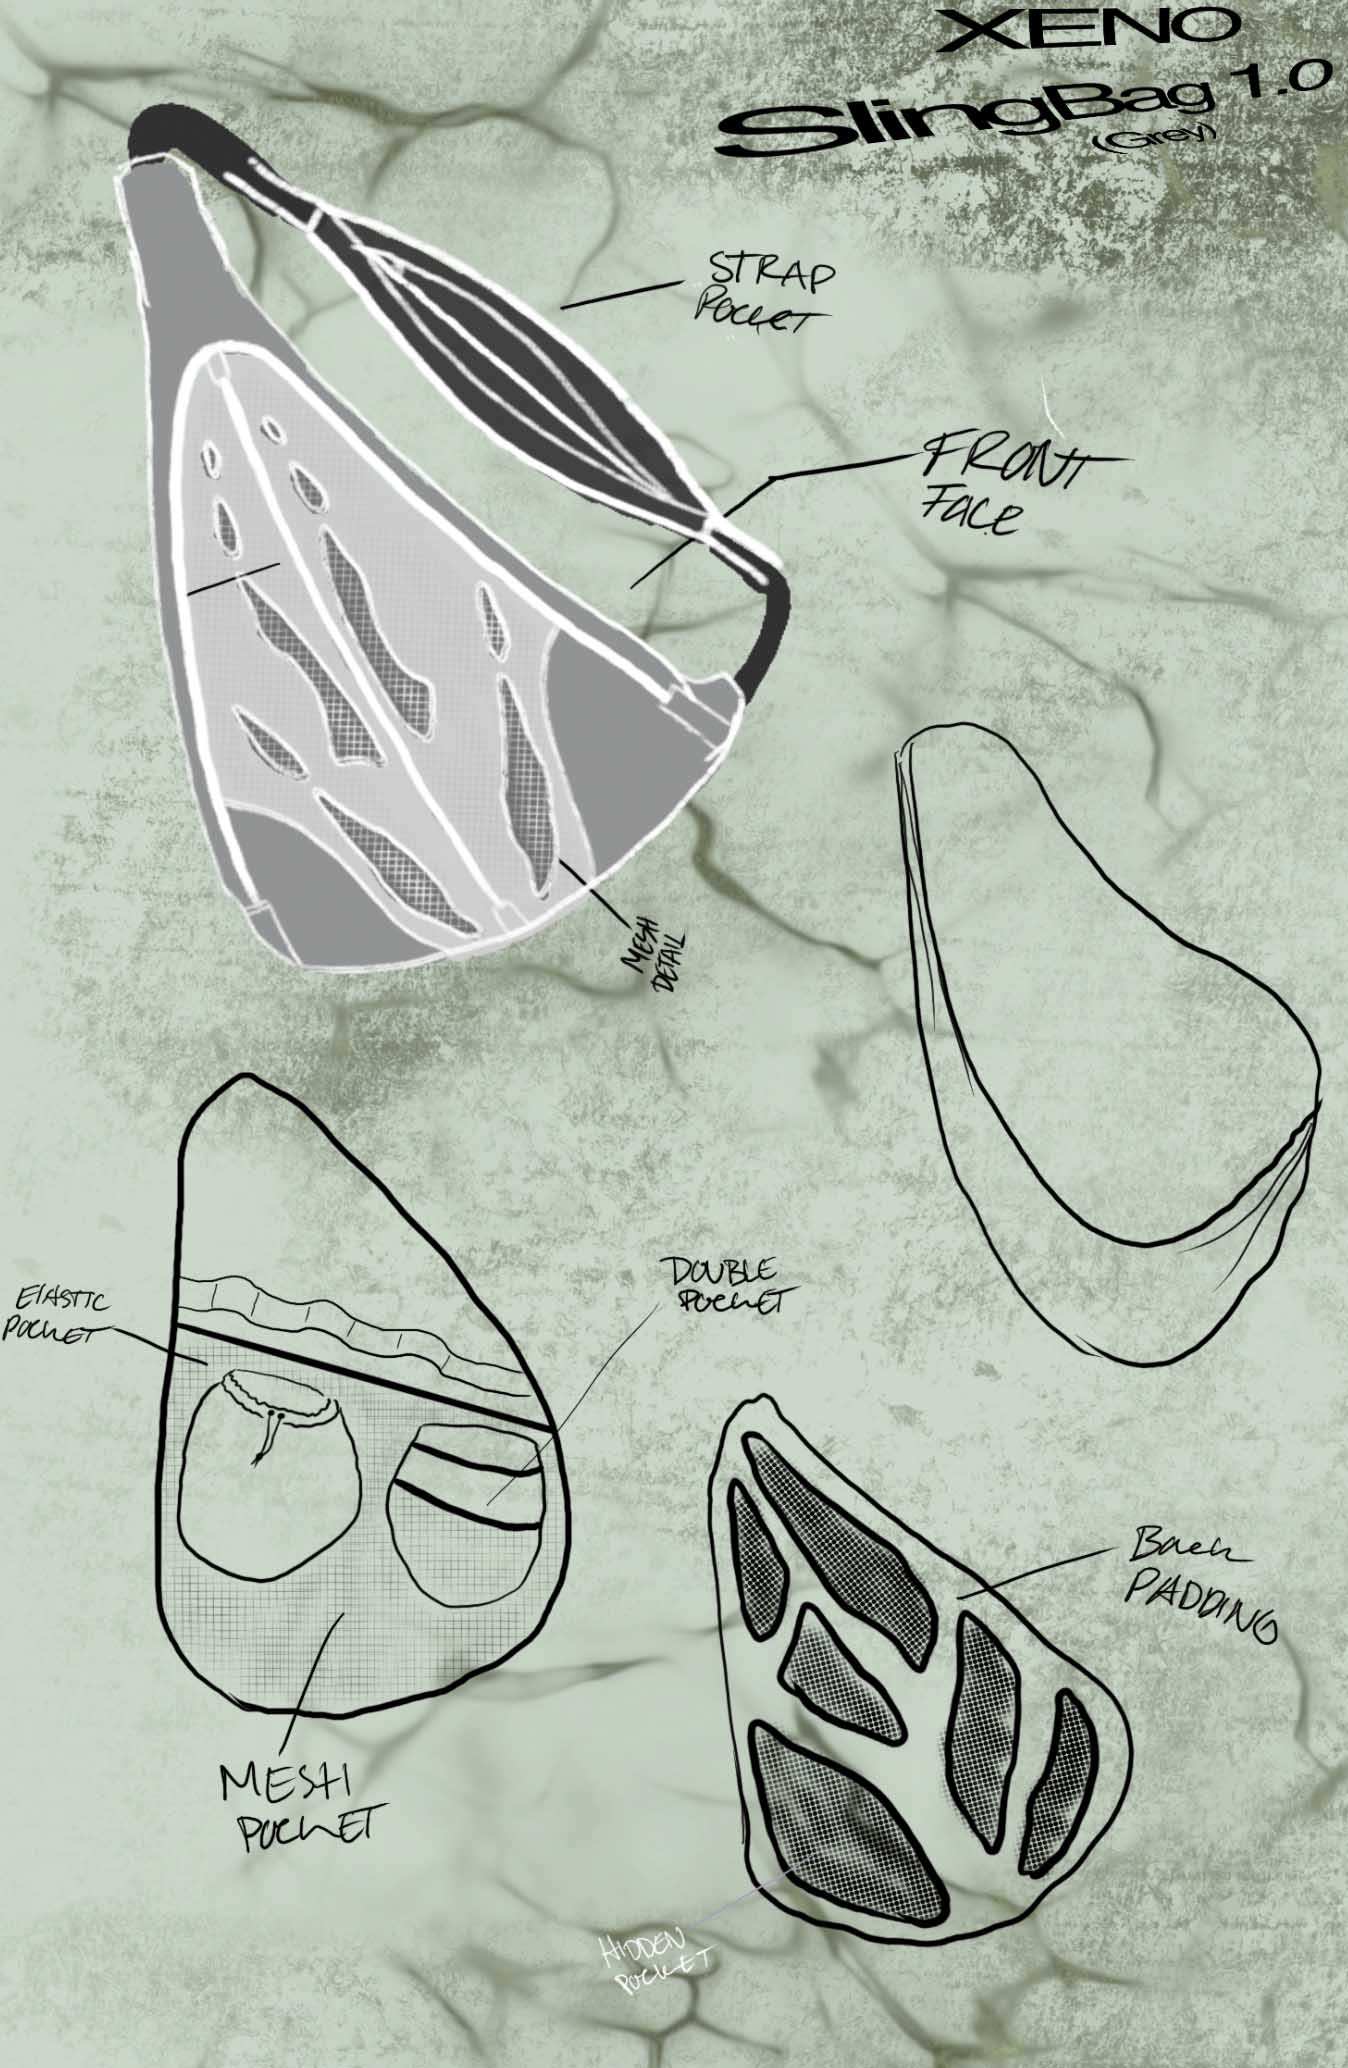 XENO
SlingBag 1.0
(Grey)
STRAP
POCKET
FRONT
FACE
MESH
DETAIL
ELASTIC
POCKET
DOUBLE
POCKET
MESH
POCKET
BACK
PADDING
HIDDEN
POCKET